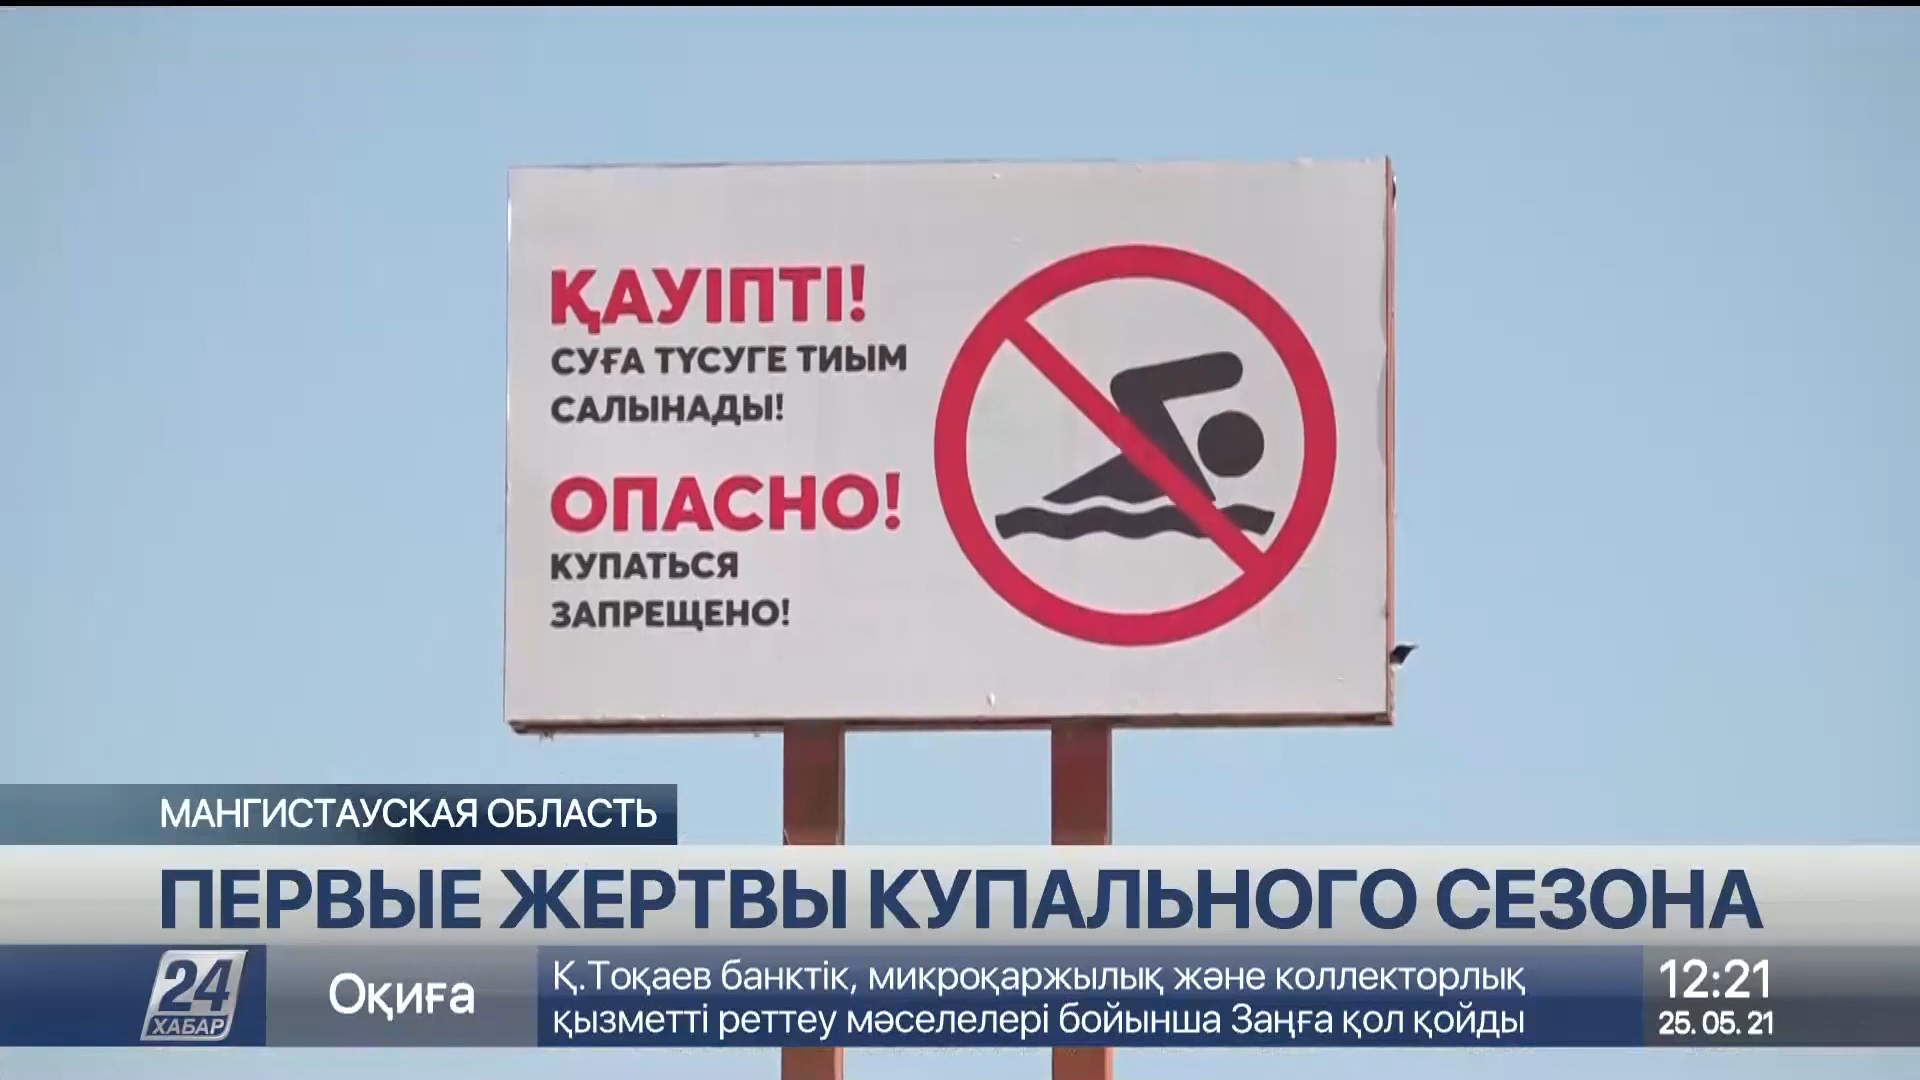 ҚАУІПТІ!
СУҒА ТҮСУГЕ ТИЫМ
САЛЫНАДЫ!
ОПАСНО!
КУПАТЬСЯ
ЗАПРЕЩЕНО!
МАНГИСТАУСКАЯ ОБЛАСТЬ
ПЕРВЫЕ ЖЕРТВЫ КУПАЛЬНОГО СЕЗОНА
24
ХАБАР
Оқиға
Қ.Тоқаев банктік, микроқаржылық және коллекторлық
қызметті реттеу мәселелері бойынша Заңға қол қойды
12:21
25. 05. 21